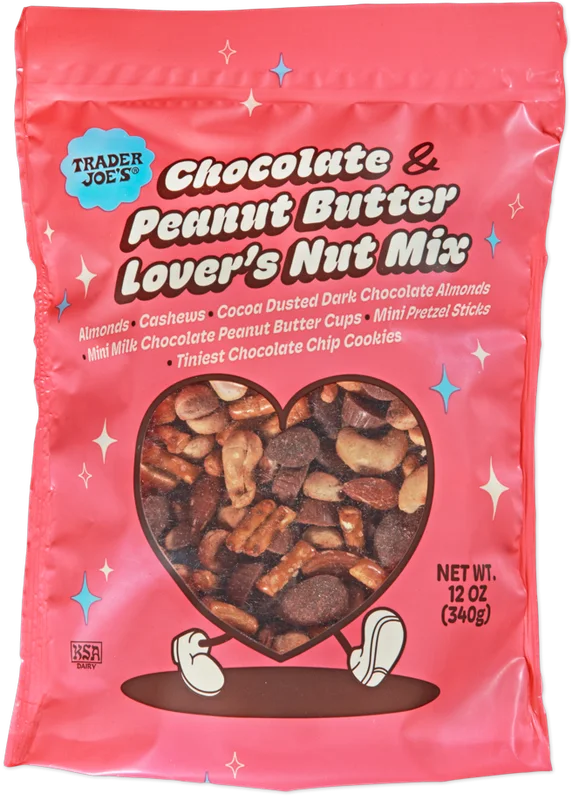 TRADER
JOE'S®
Chocolate &
Peanut Butter
Lover's Nut Mix
Almonds • Cashews • Cocoa Dusted Dark Chocolate Almonds
• Mini Milk Chocolate Peanut Butter Cups • Mini Pretzel Sticks
• Tiniest Chocolate Chip Cookies
NET WT.
12 OZ
(340g)
KSA
DAIRY